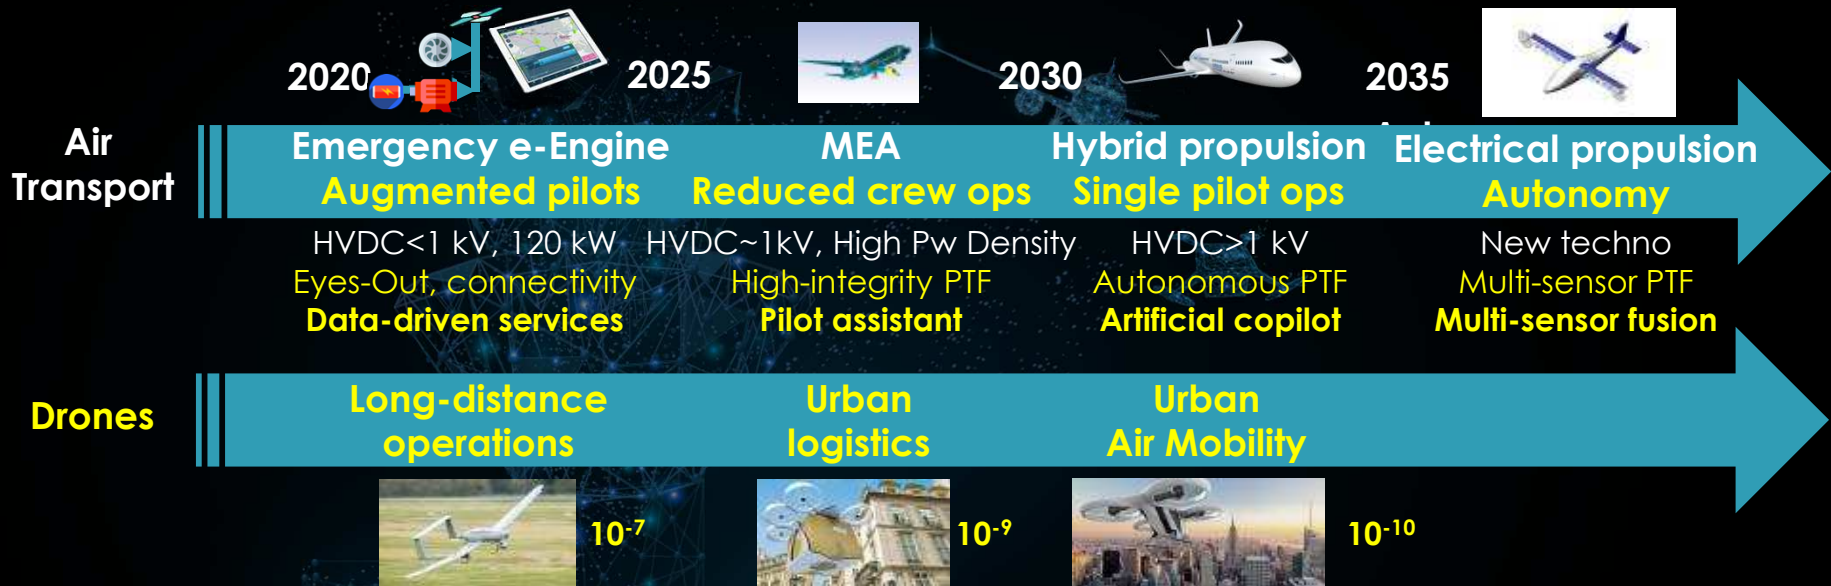 2020
2025
2030
2035
Air
Transport
Emergency e-Engine
Augmented pilots
MEA
Reduced crew ops
Hybrid propulsion
Single pilot ops
Electrical propulsion
Autonomy
HVDC<1 kV, 120 kW
Eyes-Out, connectivity
Data-driven services
HVDC~1kV, High Pw Density
High-integrity PTF
Pilot assistant
HVDC>1 kV
Autonomous PTF
Artificial copilot
New techno
Multi-sensor PTF
Multi-sensor fusion
Drones
Long-distance
operations
Urban
logistics
Urban
Air Mobility
10⁻⁷
10⁻⁹
10⁻¹⁰